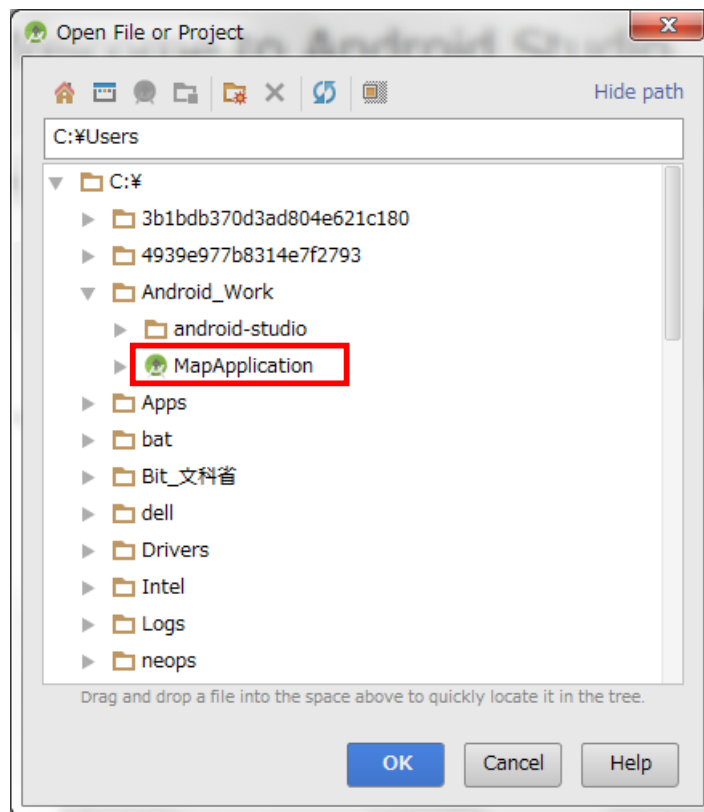 Open File or Project
Hide path
C:¥Users
C:¥
3b1bdb370d3ad804e621c180
4939e977b8314e7f2793
Android_Work
android-studio
MapApplication
Apps
bat
Bit_文科省
dell
Drivers
Intel
Logs
neops
Drag and drop a file into the space above to quickly locate it in the tree.
OK Cancel Help